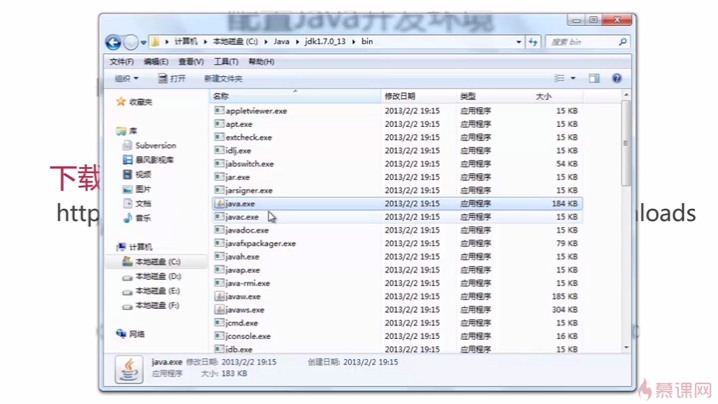 配置Java开发环境
计算机 ▸ 本地磁盘 (C:) ▸ Java ▸ jdk1.7.0_13 ▸ bin
搜索 bin
文件(F) 编辑(E) 查看(V) 工具(T) 帮助(H)
组织 打开 新建文件夹
名称 修改日期 类型 大小
收藏夹
库
Subversion
暴风影视库
视频
图片
文档
音乐
计算机
本地磁盘 (C:)
本地磁盘 (D:)
本地磁盘 (E:)
本地磁盘 (F:)
网络
appletviewer.exe 2013/2/2 19:15 应用程序 15 KB
apt.exe 2013/2/2 19:15 应用程序 15 KB
extcheck.exe 2013/2/2 19:15 应用程序 15 KB
idlj.exe 2013/2/2 19:15 应用程序 15 KB
jabswitch.exe 2013/2/2 19:15 应用程序 54 KB
jar.exe 2013/2/2 19:15 应用程序 15 KB
jarsigner.exe 2013/2/2 19:15 应用程序 15 KB
java.exe 2013/2/2 19:15 应用程序 184 KB
javac.exe 2013/2/2 19:15 应用程序 15 KB
javadoc.exe 2013/2/2 19:15 应用程序 15 KB
javafxpackager.exe 2013/2/2 19:15 应用程序 79 KB
javah.exe 2013/2/2 19:15 应用程序 15 KB
javap.exe 2013/2/2 19:15 应用程序 15 KB
java-rmi.exe 2013/2/2 19:15 应用程序 15 KB
javaw.exe 2013/2/2 19:15 应用程序 185 KB
javaws.exe 2013/2/2 19:15 应用程序 304 KB
jcmd.exe 2013/2/2 19:15 应用程序 15 KB
jconsole.exe 2013/2/2 19:15 应用程序 16 KB
jdb.exe 2013/2/2 19:15 应用程序 15 KB
下载
http
nloads
java.exe 修改日期: 2013/2/2 19:15 创建日期: 2013/2/2 19:15
应用程序 大小: 183 KB
慕课网